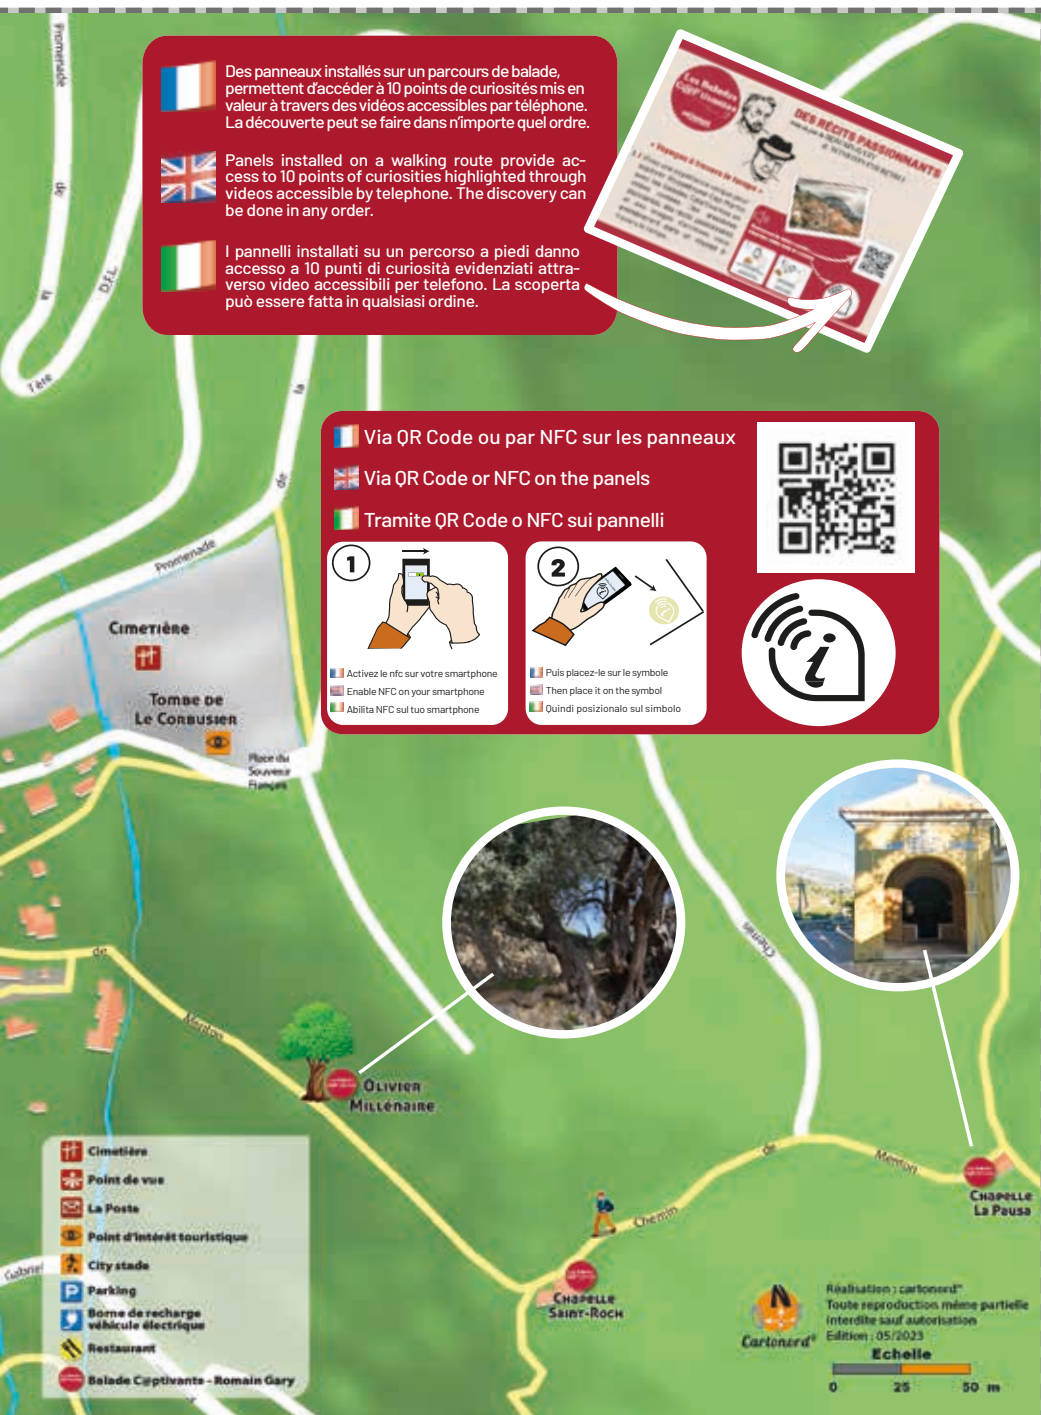 Promenade
de
la
D.F.L.
1ère
Des panneaux installés sur un parcours de balade,
permettent d'accéder à 10 points de curiosités mis en
valeur à travers des vidéos accessibles par téléphone.
La découverte peut se faire dans n'importe quel ordre.
Panels installed on a walking route provide ac-
cess to 10 points of curiosities highlighted through
videos accessible by telephone. The discovery can
be done in any order.
I pannelli installati su un percorso a piedi danno
accesso a 10 punti di curiosità evidenziati attra-
verso video accessibili per telefono. La scoperta
può essere fatta in qualsiasi ordine.
Les Balades
C@ptivantes
DES RÉCITS PASSIONNANTS
« Voyagez à travers le temps »
la
de
Promenade
Via QR Code ou par NFC sur les panneaux
Via QR Code or NFC on the panels
Tramite QR Code o NFC sui pannelli
1
Activez le nfc sur votre smartphone
Enable NFC on your smartphone
Abilita NFC sul tuo smartphone
2
Puis placez-le sur le symbole
Then place it on the symbol
Quindi posizionalo sul simbolo
Cimetière
Tombe de
Le Corbusier
Place du
Souvenir
Français
Chemin
de
Menton
de
Menton
Olivier
Millénaire
Chemin
Chapelle
La Pausa
Chapelle
Saint-Roch
Gabriel
Cimetière
Point de vue
La Poste
Point d'intérêt touristique
City stade
Parking
Borne de recharge
véhicule électrique
Restaurant
Balade C@ptivante - Romain Gary
Cartonord®
Réalisation : cartonord®
Toute reproduction même partielle
interdite sauf autorisation
Edition : 05/2023
Echelle
0 25 50 m